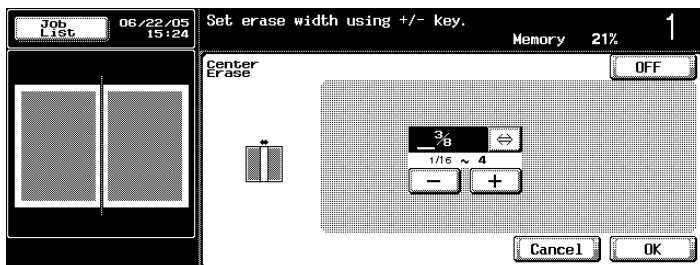 Job
List
06/22/05
15:24
Set erase width using +/- key.
Memory 21%
1
Center
Erase
OFF
3/8
1/16 ~ 4
− +
Cancel OK